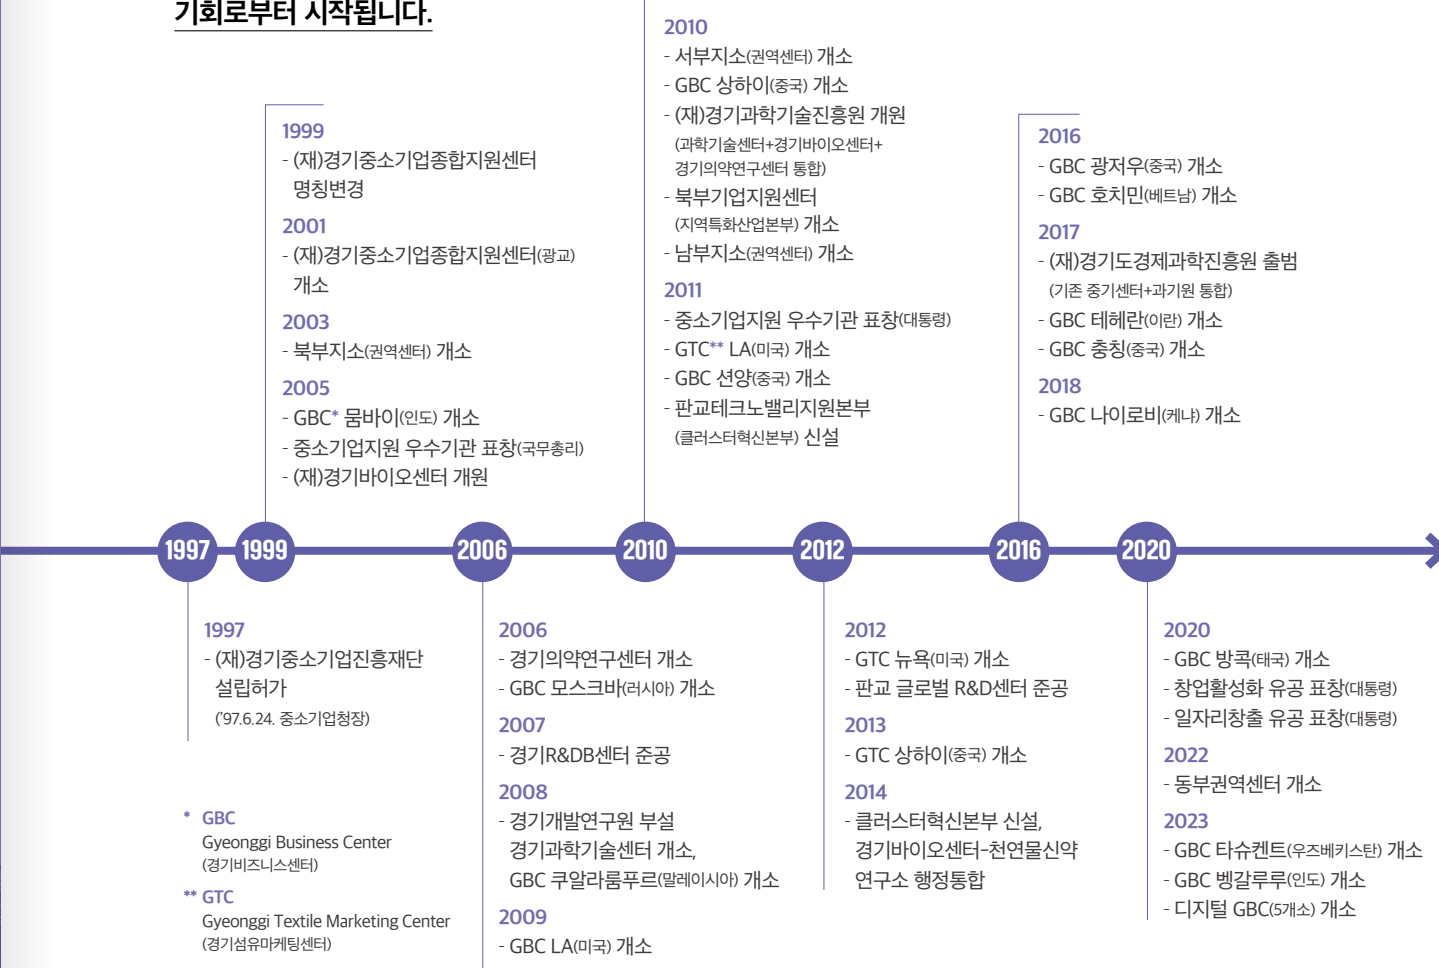 기회로부터 시작됩니다.
1999
- (재)경기중소기업종합지원센터
명칭변경
2001
- (재)경기중소기업종합지원센터(광교)
개소
2003
- 북부지소(권역센터) 개소
2005
- GBC* 뭄바이(인도) 개소
- 중소기업지원 우수기관 표창(국무총리)
- (재)경기바이오센터 개원
2010
- 서부지소(권역센터) 개소
- GBC 상하이(중국) 개소
- (재)경기과학기술진흥원 개원
(과학기술센터+경기바이오센터+
경기의약연구센터 통합)
- 북부기업지원센터
(지역특화산업본부) 개소
- 남부지소(권역센터) 개소
2011
- 중소기업지원 우수기관 표창(대통령)
- GTC** LA(미국) 개소
- GBC 션양(중국) 개소
- 판교테크노밸리지원본부
(클러스터혁신본부) 신설
2016
- GBC 광저우(중국) 개소
- GBC 호치민(베트남) 개소
2017
- (재)경기도경제과학진흥원 출범
(기존 중기센터+과기원 통합)
- GBC 테헤란(이란) 개소
- GBC 충칭(중국) 개소
2018
- GBC 나이로비(케냐) 개소
1997
1999
2006
2010
2012
2016
2020
1997
- (재)경기중소기업진흥재단
설립허가
('97.6.24. 중소기업청장)
* GBC
Gyeonggi Business Center
(경기비즈니스센터)
** GTC
Gyeonggi Textile Marketing Center
(경기섬유마케팅센터)
2006
- 경기의약연구센터 개소
- GBC 모스크바(러시아) 개소
2007
- 경기R&DB센터 준공
2008
- 경기개발연구원 부설
경기과학기술센터 개소,
GBC 쿠알라룸푸르(말레이시아) 개소
2009
- GBC LA(미국) 개소
2012
- GTC 뉴욕(미국) 개소
- 판교 글로벌 R&D센터 준공
2013
- GTC 상하이(중국) 개소
2014
- 클러스터혁신본부 신설,
경기바이오센터-천연물신약
연구소 행정통합
2020
- GBC 방콕(태국) 개소
- 창업활성화 유공 표창(대통령)
- 일자리창출 유공 표창(대통령)
2022
- 동부권역센터 개소
2023
- GBC 타슈켄트(우즈베키스탄) 개소
- GBC 벵갈루루(인도) 개소
- 디지털 GBC(5개소) 개소